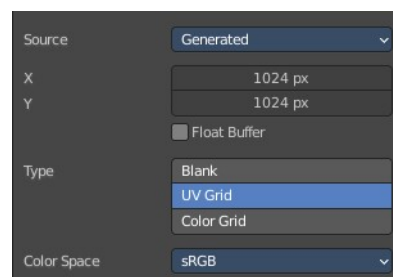 Source Generated
X 1024 px
Y 1024 px
Float Buffer
Type Blank
UV Grid
Color Grid
Color Space sRGB